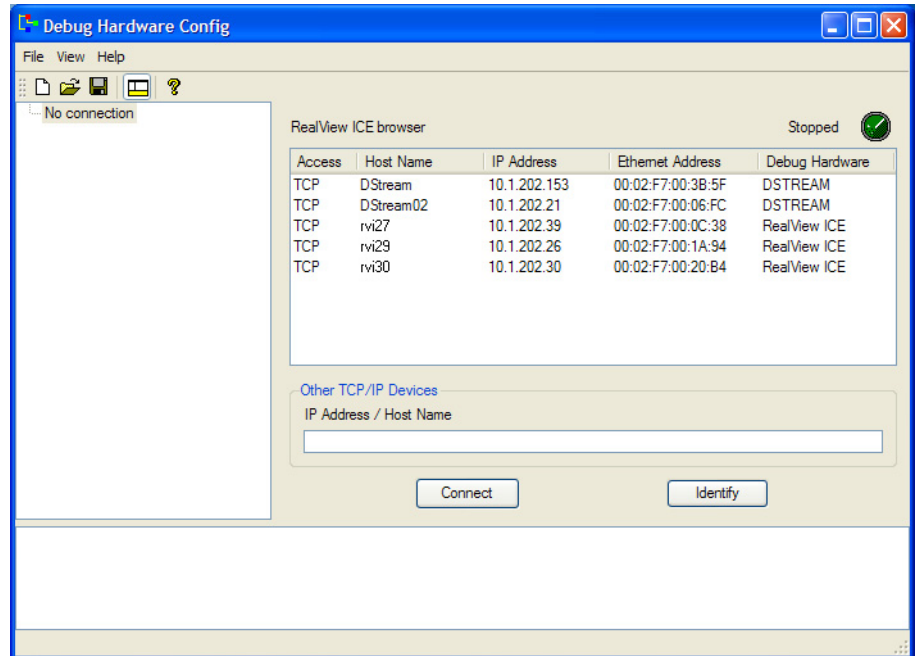 Debug Hardware Config
File View Help
No connection
RealView ICE browser Stopped
Access Host Name IP Address Ethernet Address Debug Hardware
TCP DStream 10.1.202.153 00:02:F7:00:3B:5F DSTREAM
TCP DStream02 10.1.202.21 00:02:F7:00:06:FC DSTREAM
TCP rvi27 10.1.202.39 00:02:F7:00:0C:38 RealView ICE
TCP rvi29 10.1.202.26 00:02:F7:00:1A:94 RealView ICE
TCP rvi30 10.1.202.30 00:02:F7:00:20:B4 RealView ICE
Other TCP/IP Devices
IP Address / Host Name
Connect Identify